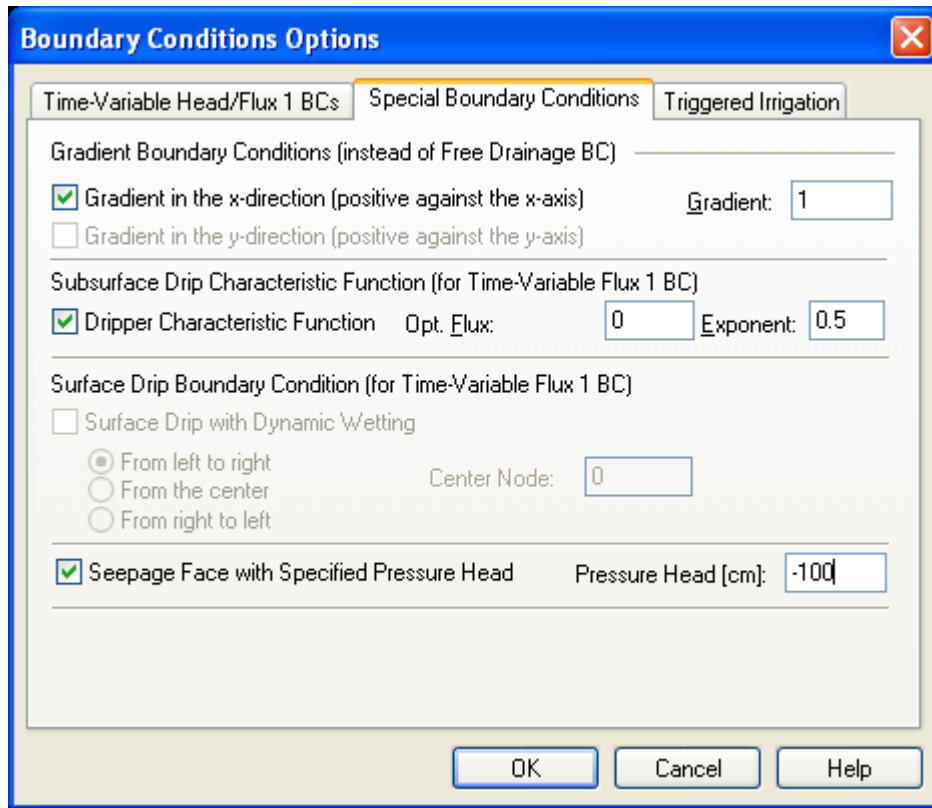 Boundary Conditions Options
Time-Variable Head/Flux 1 BCs Special Boundary Conditions Triggered Irrigation
Gradient Boundary Conditions (instead of Free Drainage BC)
Gradient in the x-direction (positive against the x-axis) Gradient: 1
Gradient in the y-direction (positive against the y-axis)
Subsurface Drip Characteristic Function (for Time-Variable Flux 1 BC)
Dripper Characteristic Function Opt. Flux: 0 Exponent: 0.5
Surface Drip Boundary Condition (for Time-Variable Flux 1 BC)
Surface Drip with Dynamic Wetting
From left to right
Center Node: 0
From the center
From right to left
Seepage Face with Specified Pressure Head Pressure Head [cm]: -100
OK Cancel Help